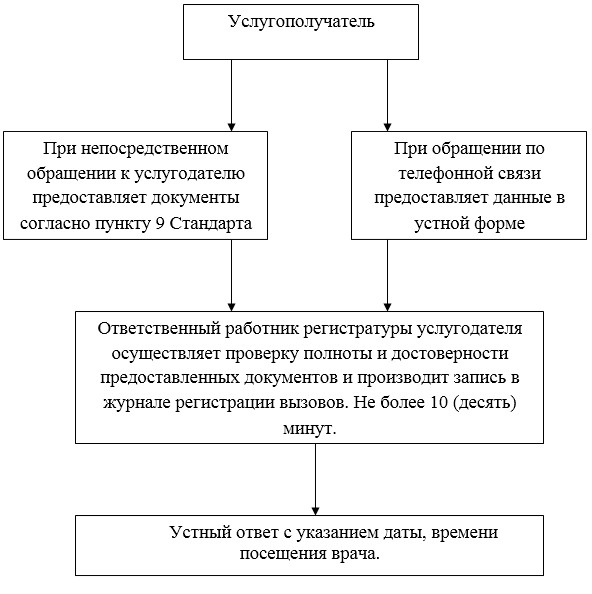 Услугополучатель
При непосредственном
обращении к услугодателю
предоставляет документы
согласно пункту 9 Стандарта
При обращении по
телефонной связи
предоставляет данные в
устной форме
Ответственный работник регистратуры услугодателя
осуществляет проверку полноты и достоверности
предоставленных документов и производит запись в
журнале регистрации вызовов. Не более 10 (десять)
минут.
Устный ответ с указанием даты, времени
посещения врача.